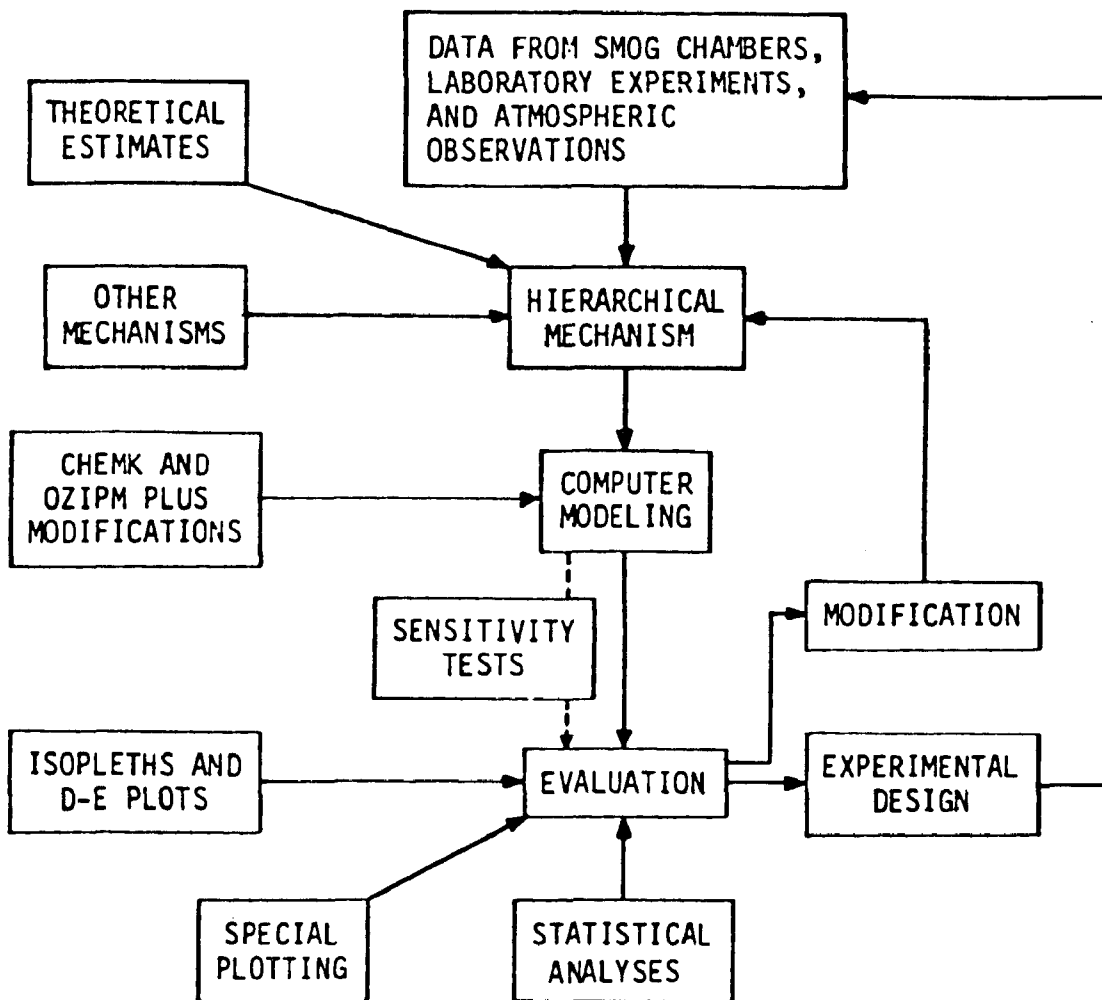 DATA FROM SMOG CHAMBERS,
LABORATORY EXPERIMENTS,
AND ATMOSPHERIC
OBSERVATIONS
THEORETICAL
ESTIMATES
OTHER
MECHANISMS
HIERARCHICAL
MECHANISM
CHEMK AND
OZIPM PLUS
MODIFICATIONS
COMPUTER
MODELING
SENSITIVITY
TESTS
MODIFICATION
ISOPLETHS AND
D-E PLOTS
EVALUATION
EXPERIMENTAL
DESIGN
SPECIAL
PLOTTING
STATISTICAL
ANALYSES